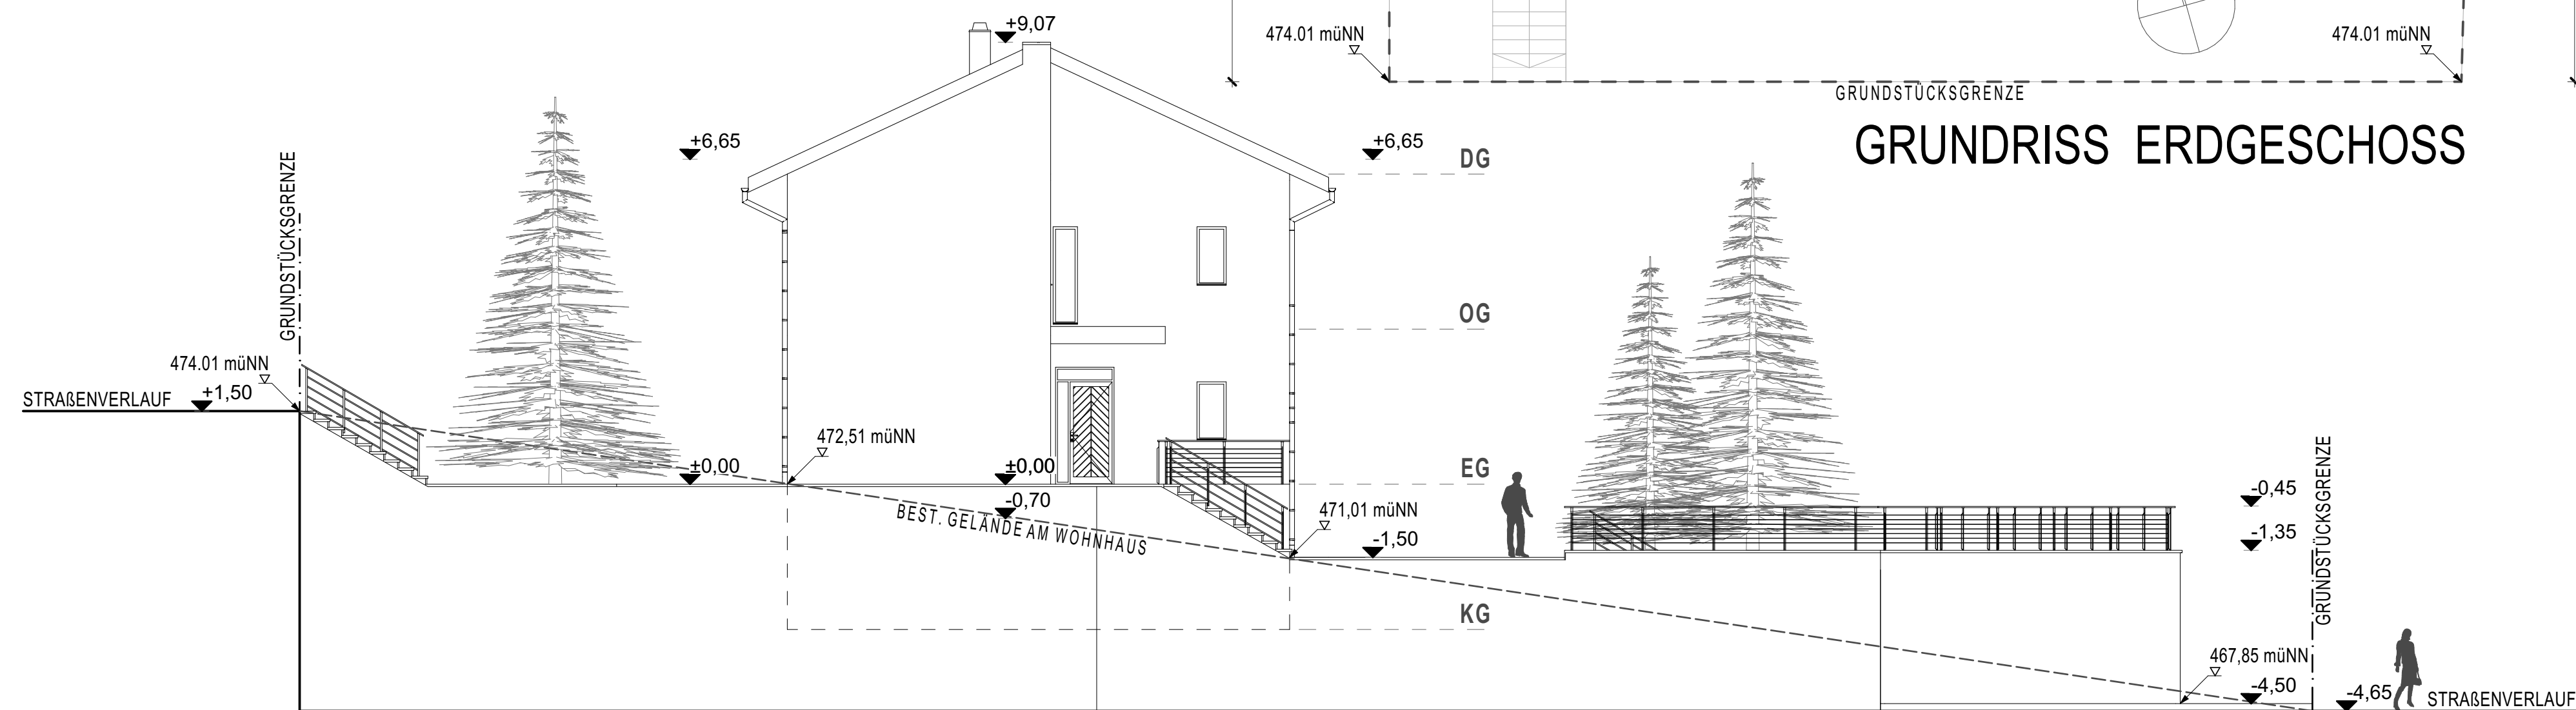 +9,07
474.01 müNN
474.01 müNN
GRUNDSTÜCKSGRENZE
GRUNDRISS ERDGESCHOSS
+6,65
+6,65
DG
GRUNDSTÜCKSGRENZE
OG
474.01 müNN
STRAßENVERLAUF
+1,50
472,51 müNN
±0,00
±0,00
EG
-0,70
BEST. GELÄNDE AM WOHNHAUS
471,01 müNN
-1,50
-0,45
-1,35
GRUNDSTÜCKSGRENZE
KG
467,85 müNN
-4,50
-4,65
STRAßENVERLAUF